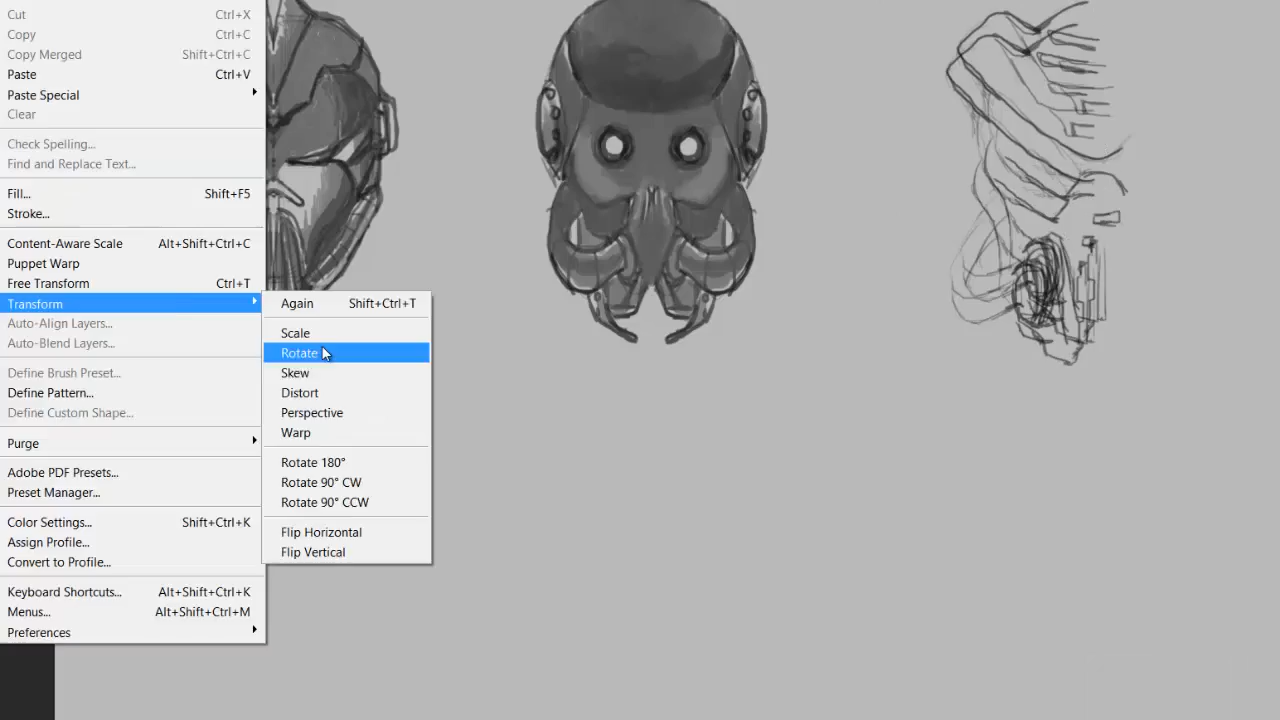 Cut Ctrl+X
Copy Ctrl+C
Copy Merged Shift+Ctrl+C
Paste Ctrl+V
Paste Special
Clear
Check Spelling...
Find and Replace Text...
Fill... Shift+F5
Stroke...
Content-Aware Scale Alt+Shift+Ctrl+C
Puppet Warp
Free Transform Ctrl+T
Transform
Auto-Align Layers...
Auto-Blend Layers...
Define Brush Preset...
Define Pattern...
Define Custom Shape...
Purge
Adobe PDF Presets...
Preset Manager...
Color Settings... Shift+Ctrl+K
Assign Profile...
Convert to Profile...
Keyboard Shortcuts... Alt+Shift+Ctrl+K
Menus... Alt+Shift+Ctrl+M
Preferences
Again Shift+Ctrl+T
Scale
Rotate
Skew
Distort
Perspective
Warp
Rotate 180°
Rotate 90° CW
Rotate 90° CCW
Flip Horizontal
Flip Vertical